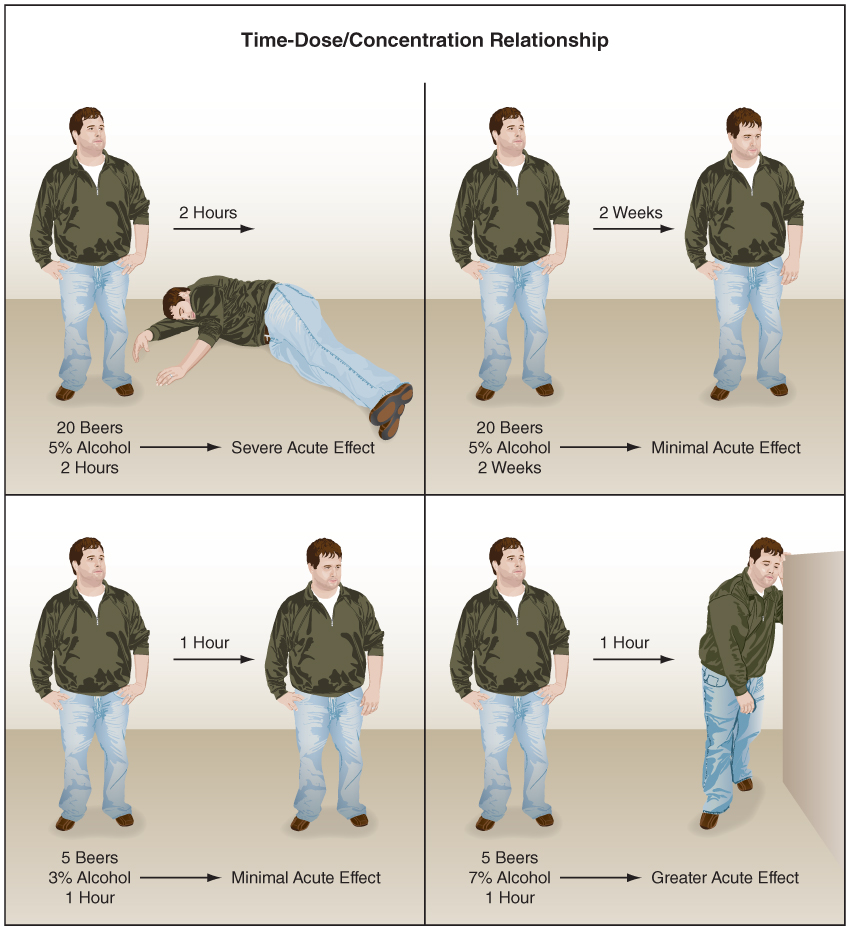 Time-Dose/Concentration Relationship
2 Hours
20 Beers
5% Alcohol
2 Hours
Severe Acute Effect
2 Weeks
20 Beers
5% Alcohol
2 Weeks
Minimal Acute Effect
1 Hour
5 Beers
3% Alcohol
1 Hour
Minimal Acute Effect
1 Hour
5 Beers
7% Alcohol
1 Hour
Greater Acute Effect